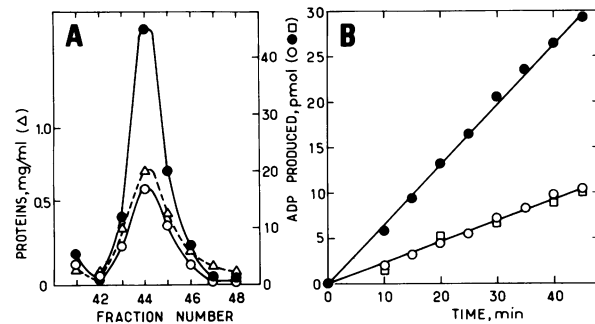 A
B
PROTEINS, mg/ml (△)
1.0
0.5
0
40
30
20
10
0
42 44 46 48
FRACTION NUMBER
ADP PRODUCED, pmol (○●□)
30
25
20
15
10
5
0
0 10 20 30 40
TIME, min